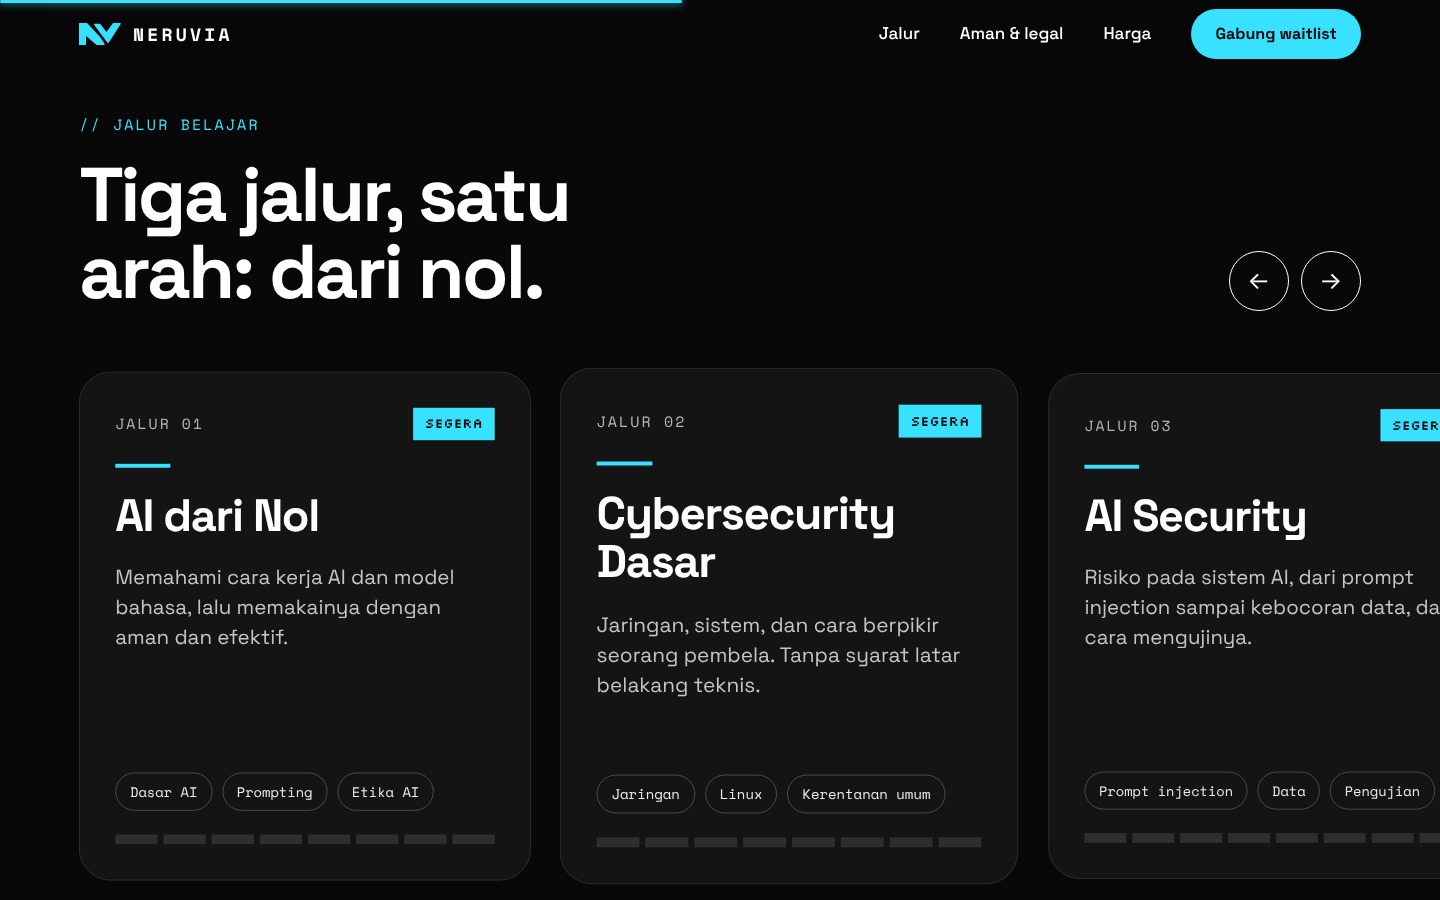 NERUVIA
Jalur
Aman & legal
Harga
Gabung waitlist
// JALUR BELAJAR
Tiga jalur, satu
arah: dari nol.
JALUR 01
SEGERA
AI dari Nol
Memahami cara kerja AI dan model
bahasa, lalu memakainya dengan
aman dan efektif.
Dasar AI
Prompting
Etika AI
JALUR 02
SEGERA
Cybersecurity
Dasar
Jaringan, sistem, dan cara berpikir
seorang pembela. Tanpa syarat latar
belakang teknis.
Jaringan
Linux
Kerentanan umum
JALUR 03
SEGER
AI Security
Risiko pada sistem AI, dari prompt
injection sampai kebocoran data, da
cara mengujinya.
Prompt injection
Data
Pengujian